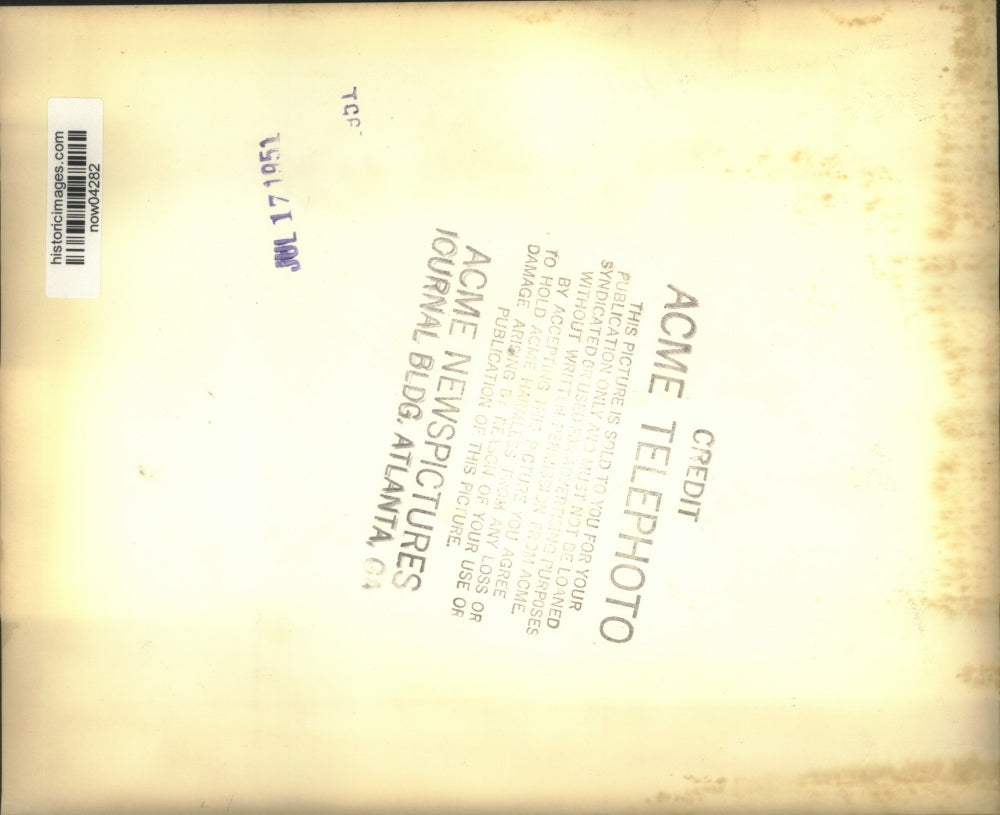 historicimages.com
now04282
JUL 17 1951
CREDIT
ACME TELEPHOTO
THIS PICTURE IS SOLD TO YOU FOR YOUR
PUBLICATION ONLY AND MUST NOT BE LOANED
SYNDICATED OR USED FOR ADVERTISING PURPOSES
WITHOUT WRITTEN PERMISSION FROM ACME.
BY ACCEPTING THIS PICTURE YOU AGREE
TO HOLD ACME HARMLESS FROM ANY LOSS OR
DAMAGE ARISING BY REASON OF YOUR USE OR
PUBLICATION OF THIS PICTURE.
ACME NEWSPICTURES
JOURNAL BLDG. ATLANTA, GA